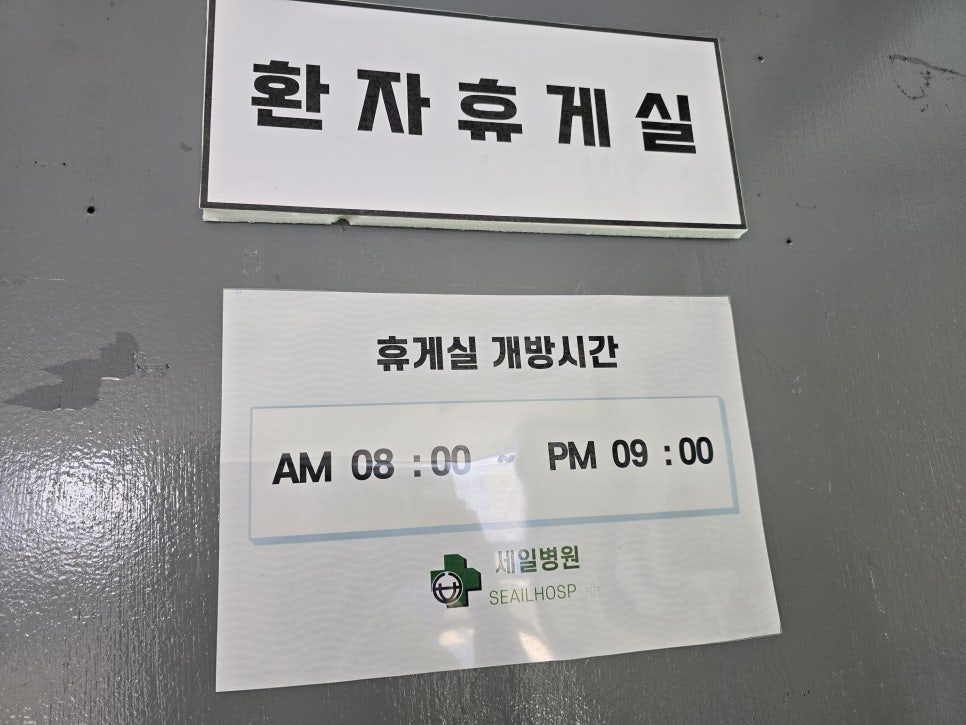 환자휴게실
휴게실 개방시간
AM 08 : 00 ~ PM 09 : 00
세일병원
SEAILHOSP